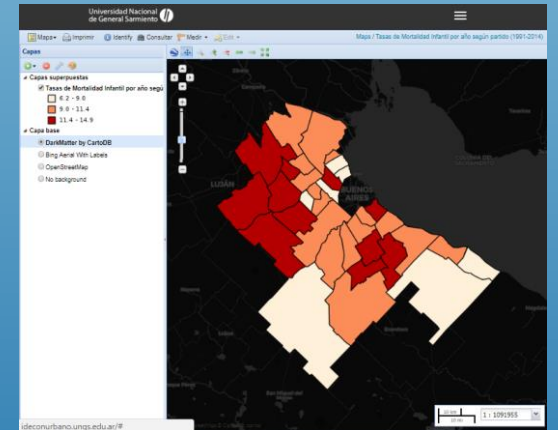 Universidad Nacional
de General Sarmiento
Mapa Imprimir Identify Consultar Medir Edit
Mapa / Tasas de Mortalidad Infantil por año según partido (1991-2014)
Capas
Capas superpuestas
Tasas de Mortalidad Infantil por año segú
6.2 - 9.0
9.0 - 11.4
11.4 - 14.9
Capa base
DarkMatter by CartoDB
Bing Aerial With Labels
OpenStreetMap
No background
LUJÁN
BUENOS
AIRES
10 km
1 : 1091955
ideconurbano.ungs.edu.ar/#